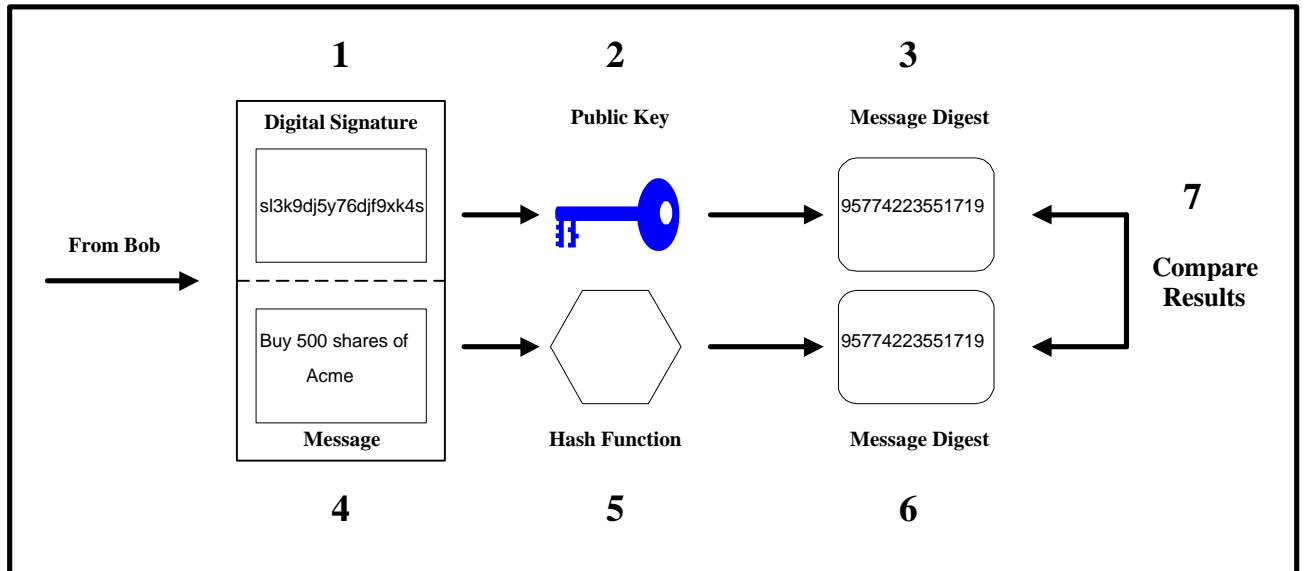 1
2
3
Digital Signature
Public Key
Message Digest
sl3k9dj5y76djf9xk4s
95774223551719
7
From Bob
Compare
Results
Buy 500 shares of
Acme
95774223551719
Message
Hash Function
Message Digest
4
5
6